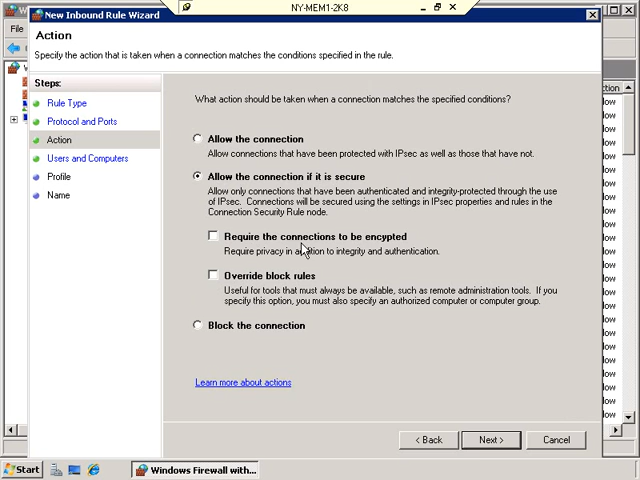 NY-MEM1-2K8
New Inbound Rule Wizard
File
Action
Specify the action that is taken when a connection matches the conditions specified in the rule.
Steps:
Rule Type
Protocol and Ports
Action
Users and Computers
Profile
Name
What action should be taken when a connection matches the specified conditions?
Allow the connection
Allow connections that have been protected with IPsec as well as those that have not.
Allow the connection if it is secure
Allow only connections that have been authenticated and integrity-protected through the use
of IPsec. Connections will be secured using the settings in IPsec properties and rules in the
Connection Security Rule node.
Require the connections to be encrypted
Require privacy in addition to integrity and authentication.
Override block rules
Useful for tools that must always be available, such as remote administration tools. If you
specify this option, you must also specify an authorized computer or computer group.
Block the connection
Learn more about actions
< Back
Next >
Cancel
Start
Windows Firewall with...